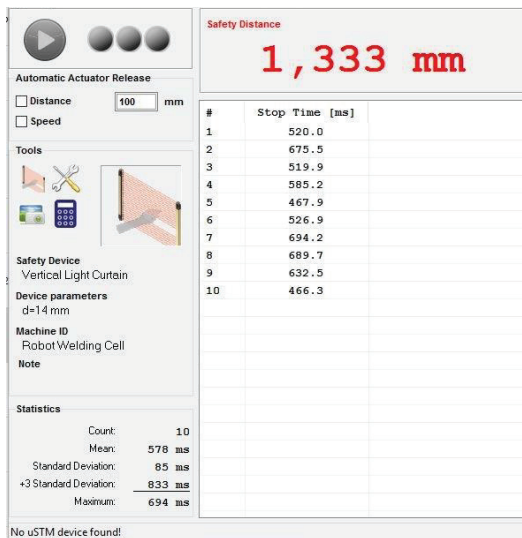 Safety Distance
1,333 mm
Automatic Actuator Release
Distance 100 mm
Speed
Tools
Safety Device
Vertical Light Curtain
Device parameters
d=14 mm
Machine ID
Robot Welding Cell
Note
Statistics
Count: 10
Mean: 578 ms
Standard Deviation: 85 ms
+3 Standard Deviation: 833 ms
Maximum: 694 ms
# Stop Time [ms]
1 520.0
2 675.5
3 519.9
4 585.2
5 467.9
6 526.9
7 694.2
8 689.7
9 632.5
10 466.3
No uSTM device found!